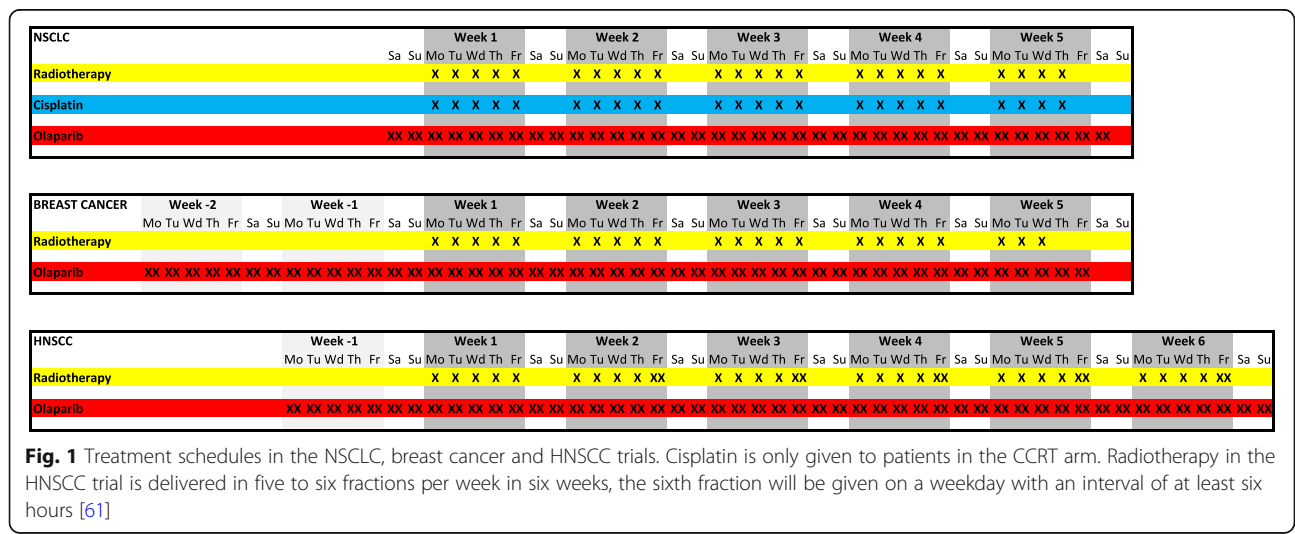 NSCLC Week 1 Week 2 Week 3 Week 4 Week 5
Sa Su Mo Tu Wd Th Fr Sa Su Mo Tu Wd Th Fr Sa Su Mo Tu Wd Th Fr Sa Su Mo Tu Wd Th Fr Sa Su Mo Tu Wd Th Fr Sa Su
Radiotherapy X X X X X X X X X X X X X X X X X X X X X X X X
Cisplatin X X X X X X X X X X X X X X X X X X X X X X X X
Olaparib XX XX XX XX XX XX XX XX XX XX XX XX XX XX XX XX XX XX XX XX XX XX XX XX XX XX XX XX XX XX XX XX XX XX XX XX
BREAST CANCER Week -2 Week -1 Week 1 Week 2 Week 3 Week 4 Week 5
Mo Tu Wd Th Fr Sa Su Mo Tu Wd Th Fr Sa Su Mo Tu Wd Th Fr Sa Su Mo Tu Wd Th Fr Sa Su Mo Tu Wd Th Fr Sa Su Mo Tu Wd Th Fr Sa Su Mo Tu Wd Th Fr Sa Su
Radiotherapy X X X X X X X X X X X X X X X X X X X X X X X
Olaparib XX XX XX XX XX XX XX XX XX XX XX XX XX XX XX XX XX XX XX XX XX XX XX XX XX XX XX XX XX XX XX XX XX XX XX XX XX XX XX XX XX XX XX XX XX XX XX
HNSCC Week -1 Week 1 Week 2 Week 3 Week 4 Week 5 Week 6
Mo Tu Wd Th Fr Sa Su Mo Tu Wd Th Fr Sa Su Mo Tu Wd Th Fr Sa Su Mo Tu Wd Th Fr Sa Su Mo Tu Wd Th Fr Sa Su Mo Tu Wd Th Fr Sa Su Mo Tu Wd Th Fr Sa Su
Radiotherapy X X X X X X X X X XX X X X X XX X X X X XX X X X X XX X X X X XX
Olaparib XX XX XX XX XX XX XX XX XX XX XX XX XX XX XX XX XX XX XX XX XX XX XX XX XX XX XX XX XX XX XX XX XX XX XX XX XX XX XX XX XX XX XX XX XX XX XX XX XX
Fig. 1 Treatment schedules in the NSCLC, breast cancer and HNSCC trials. Cisplatin is only given to patients in the CCRT arm. Radiotherapy in the
HNSCC trial is delivered in five to six fractions per week in six weeks, the sixth fraction will be given on a weekday with an interval of at least six
hours [61]